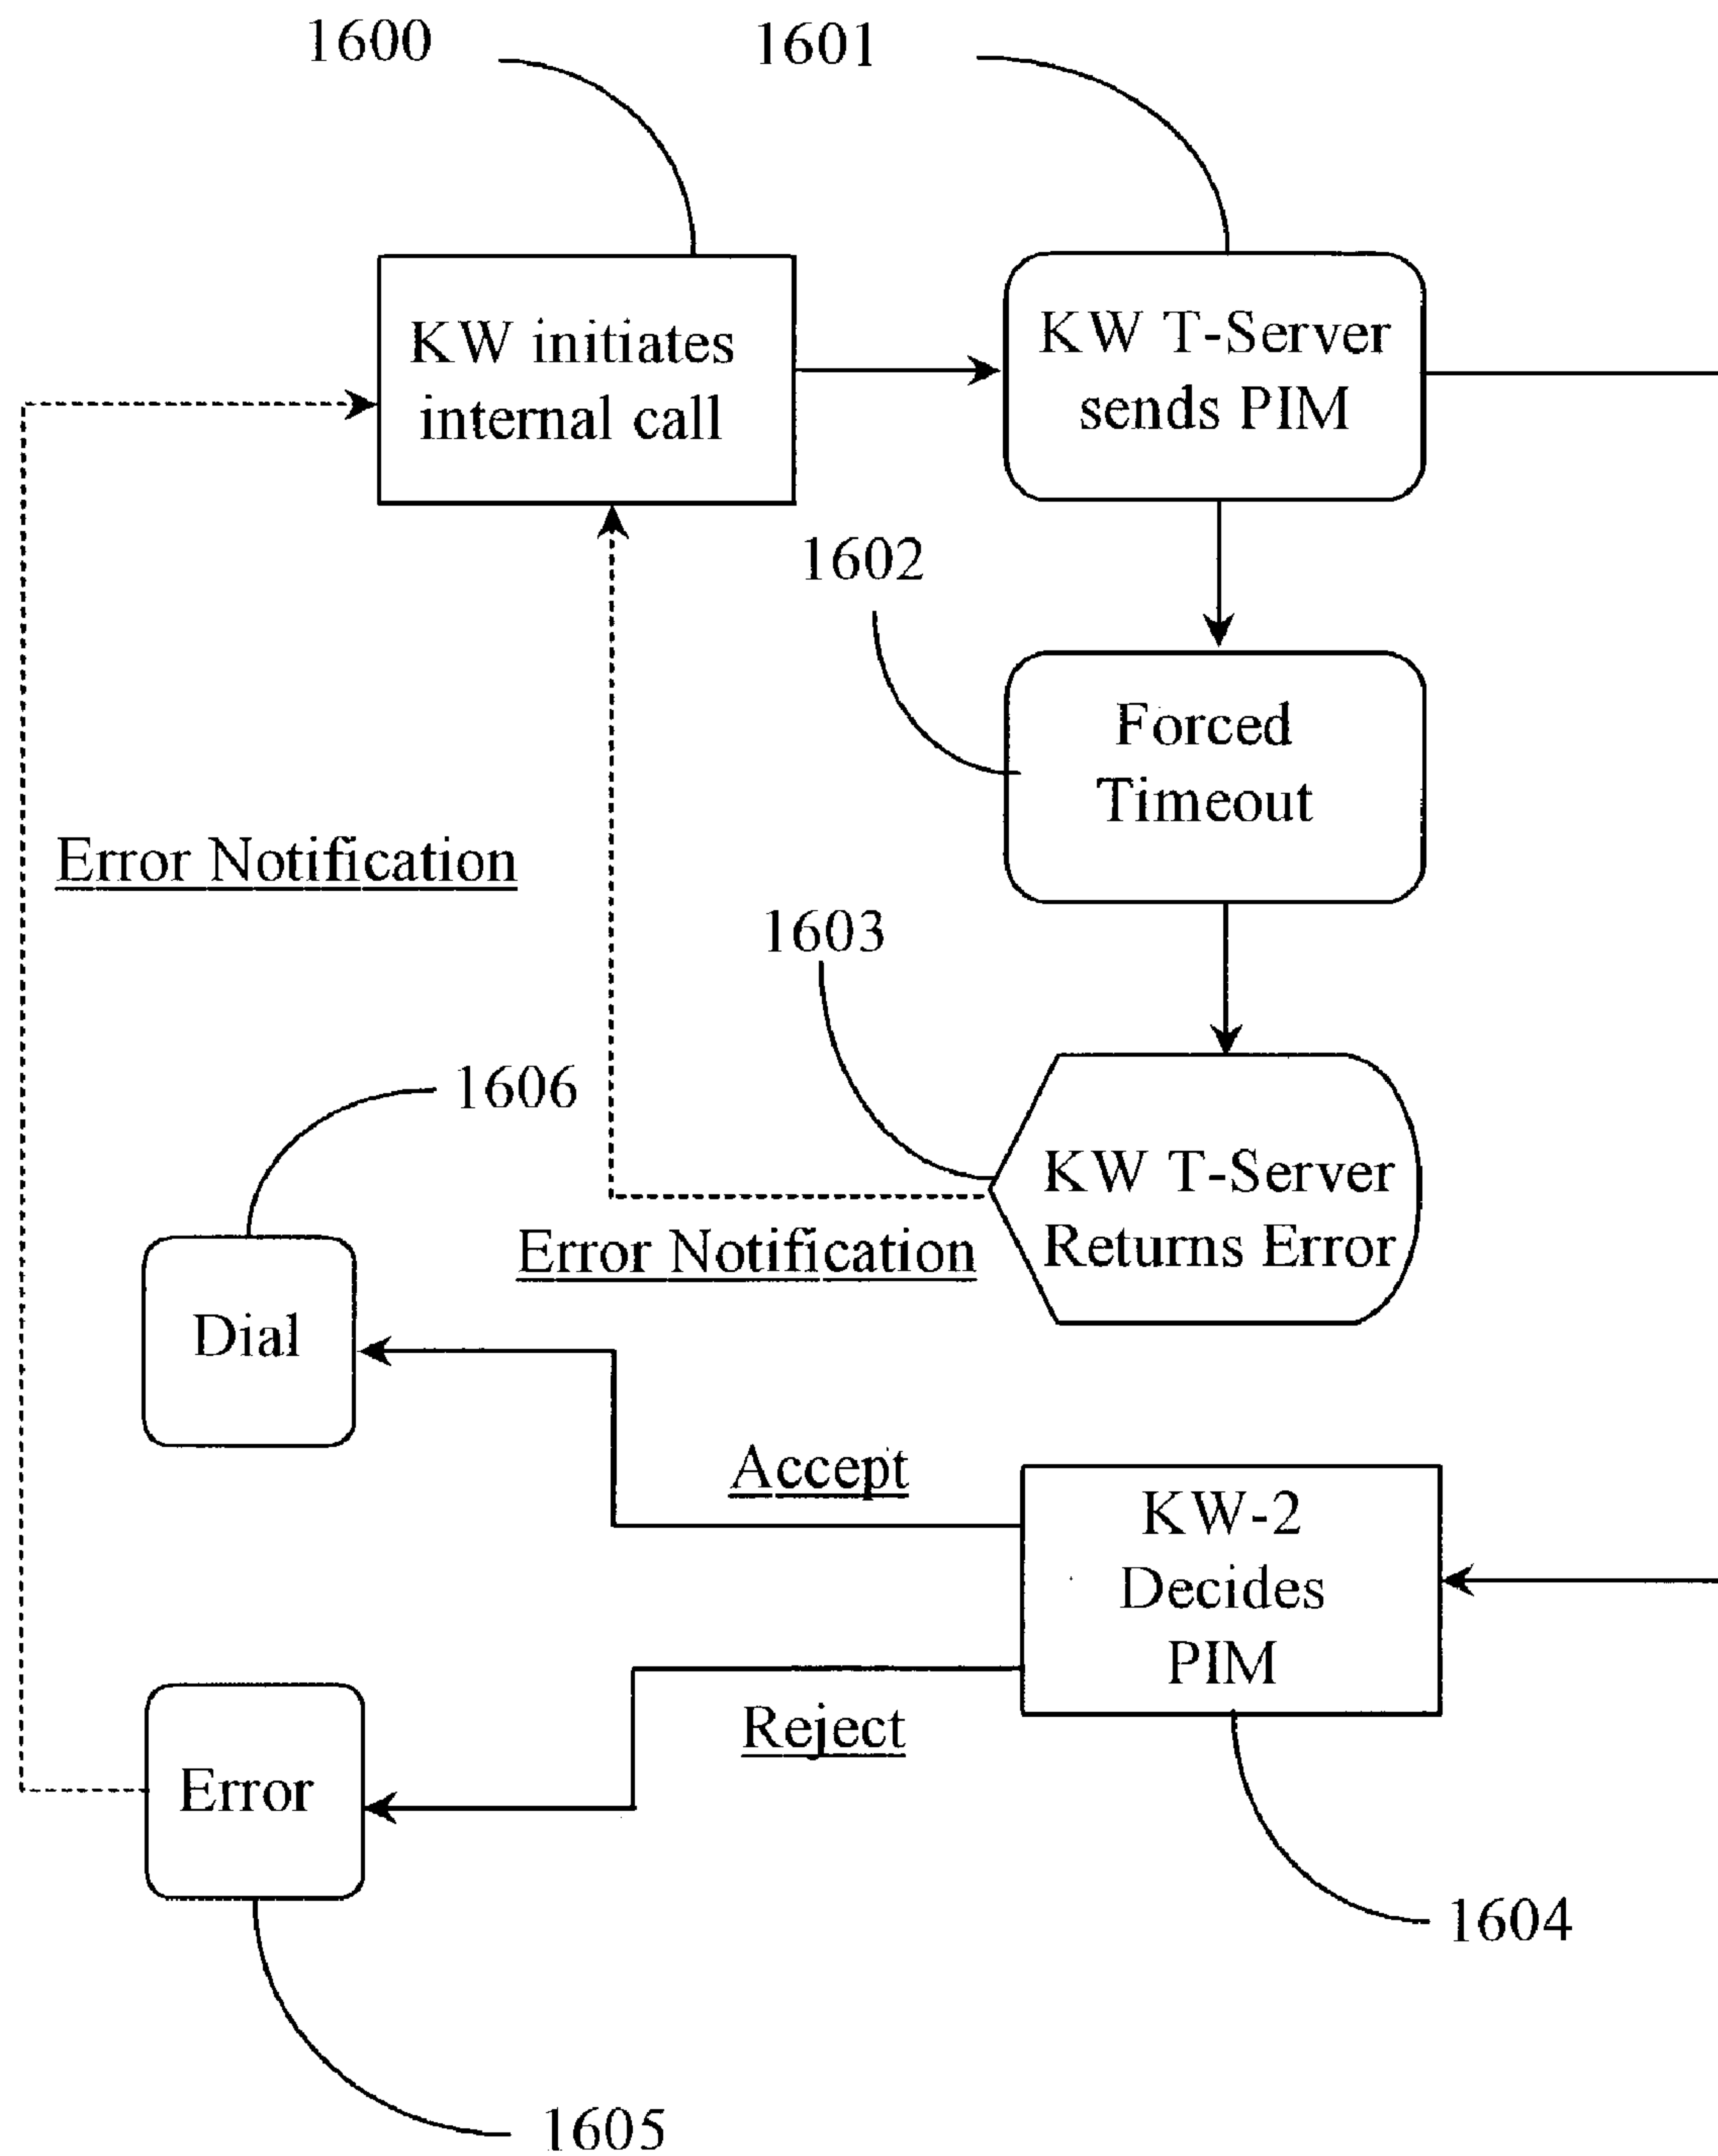 1600
1601
KW initiates
internal call
KW T-Server
sends PIM
1602
Forced
Timeout
Error Notification
1603
1606
KW T-Server
Returns Error
Error Notification
Dial
Accept
KW-2
Decides
PIM
Reject
Error
1604
1605